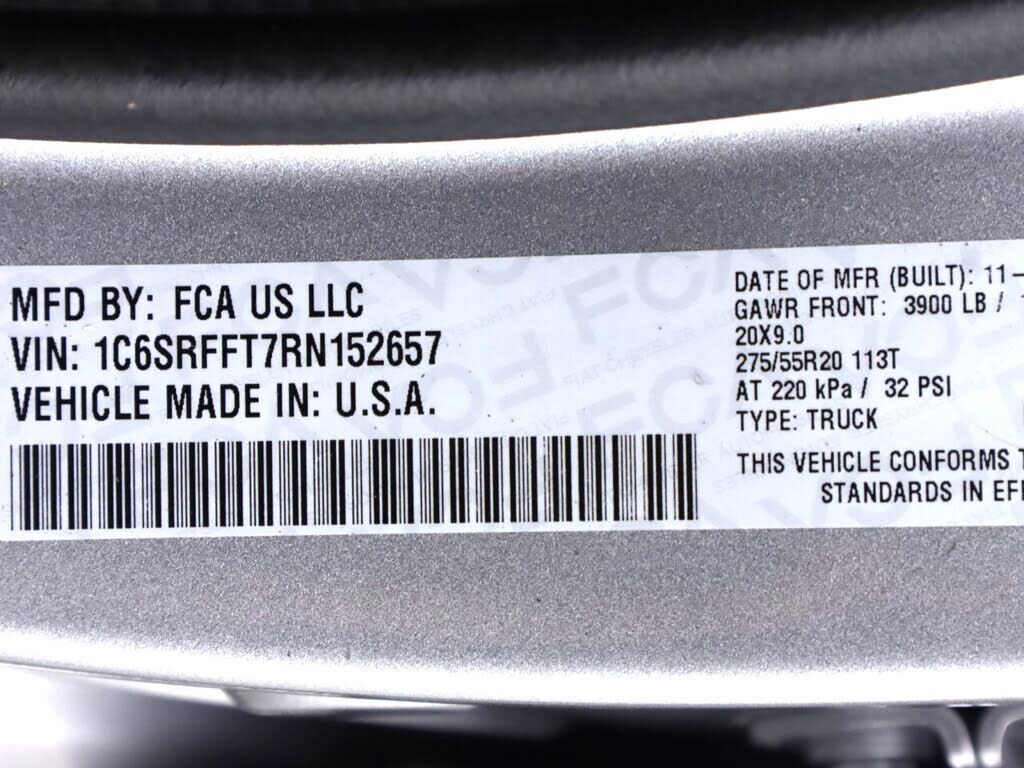 MFD BY: FCA US LLC
VIN: 1C6SRFFT7RN152657
VEHICLE MADE IN: U.S.A.
DATE OF MFR (BUILT): 11-
GAWR FRONT: 3900 LB /
20X9.0
275/55R20 113T
AT 220 kPa / 32 PSI
TYPE: TRUCK
THIS VEHICLE CONFORMS
STANDARDS IN